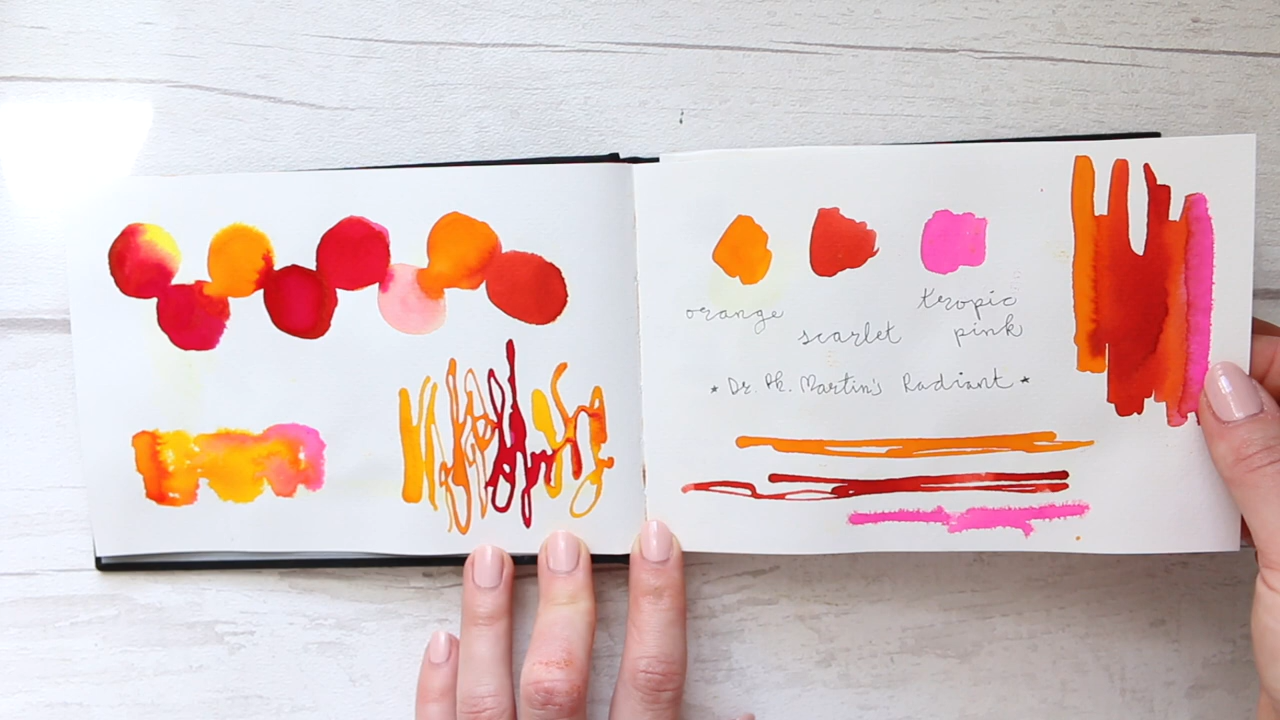 orange
scarlet
tropic
pink
* Dr. Ph. Martin's Radiant *